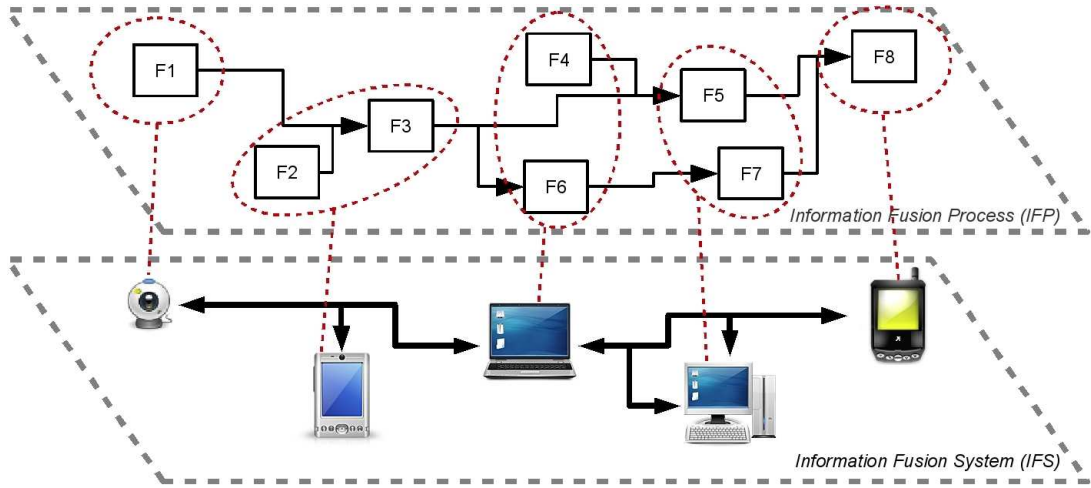 F1
F4
F8
F5
F3
F2
F6
F7
Information Fusion Process (IFP)
Information Fusion System (IFS)